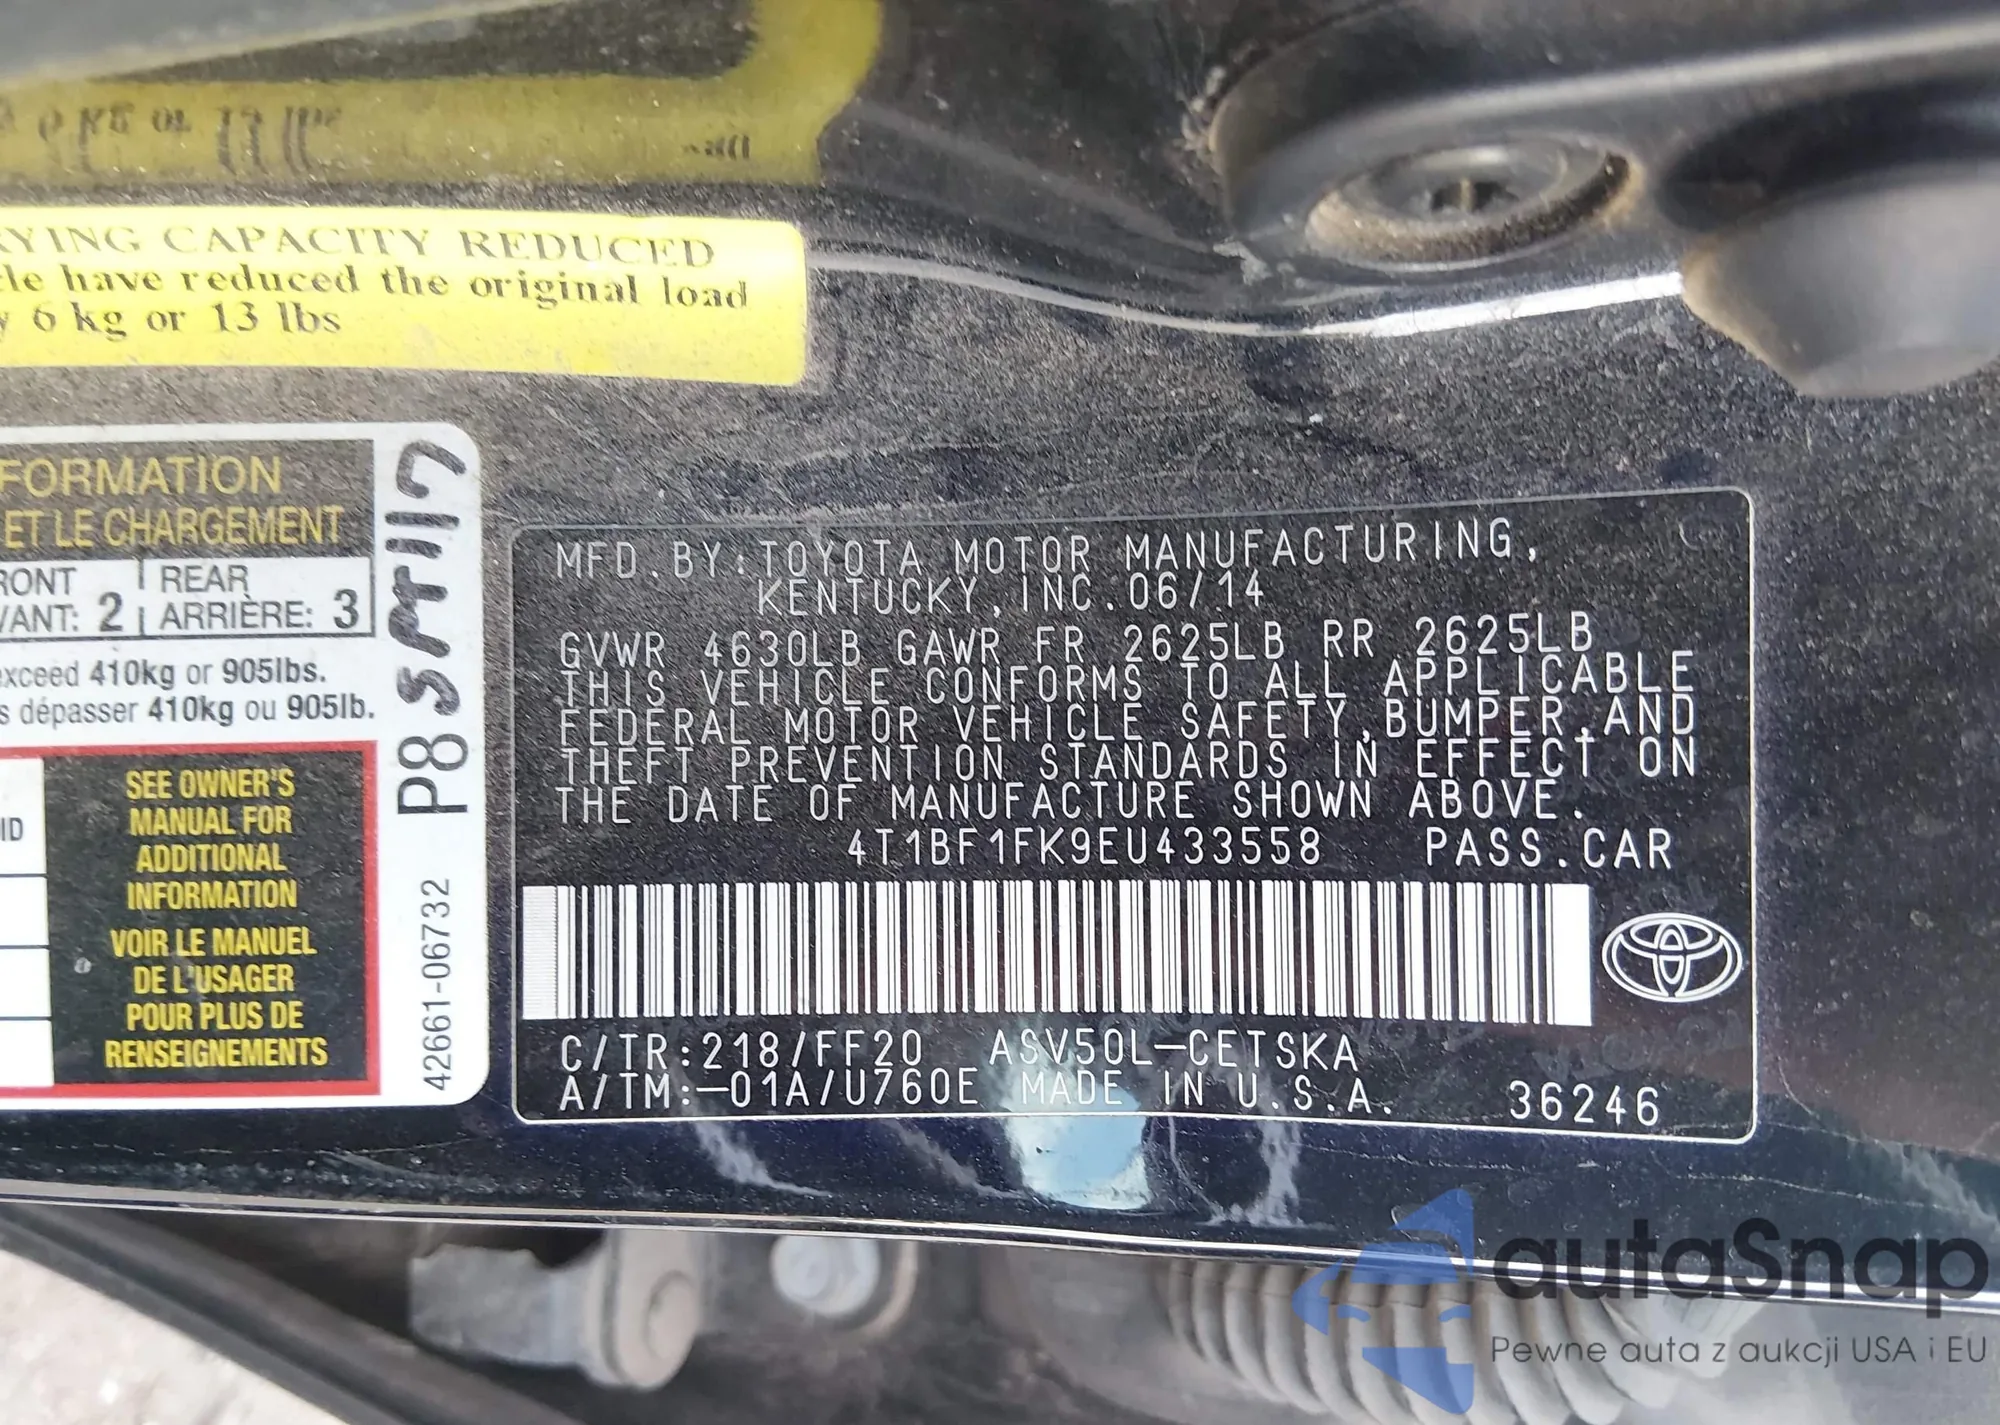 RYING CAPACITY REDUCED
cle have reduced the original load
y 6 kg or 13 lbs
FORMATION
ET LE CHARGEMENT
RONT REAR
VANT: 2 ARRIÈRE: 3
exceed 410kg or 905lbs.
s dépasser 410kg ou 905lb.
ID
SEE OWNER'S
MANUAL FOR
ADDITIONAL
INFORMATION
VOIR LE MANUEL
DE L'USAGER
POUR PLUS DE
RENSEIGNEMENTS
42661-06732 P8
MFD.BY:TOYOTA MOTOR MANUFACTURING,
KENTUCKY,INC.06/14
GVWR 4630LB GAWR FR 2625LB RR 2625LB
THIS VEHICLE CONFORMS TO ALL APPLICABLE
FEDERAL MOTOR VEHICLE SAFETY,BUMPER,AND
THEFT PREVENTION STANDARDS IN EFFECT ON
THE DATE OF MANUFACTURE SHOWN ABOVE.
4T1BF1FK9EU433558 PASS.CAR
C/TR:218/FF20 ASV50L-CETSKA
A/TM:-01A/U760E MADE IN U.S.A. 36246
autaSnap
Pewne auta z aukcji USA i EU